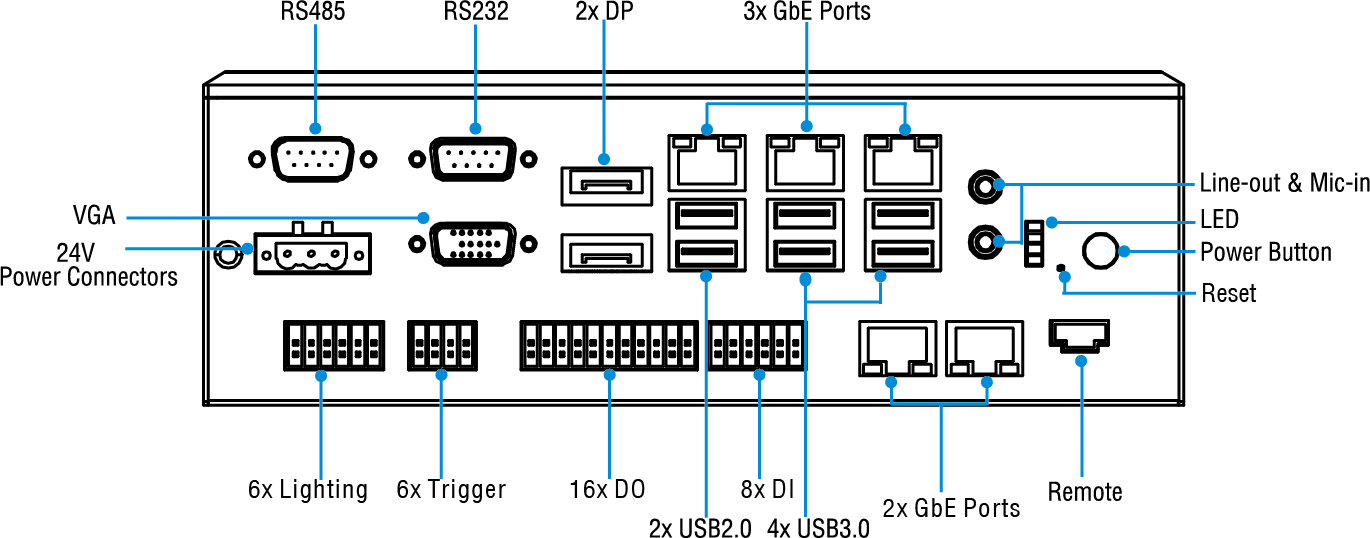 RS485
RS232
2x DP
3x GbE Ports
VGA
24V
Power Connectors
Line-out & Mic-in
LED
Power Button
Reset
6x Lighting
6x Trigger
16x DO
8x DI
2x GbE Ports
Remote
2x USB2.0
4x USB3.0